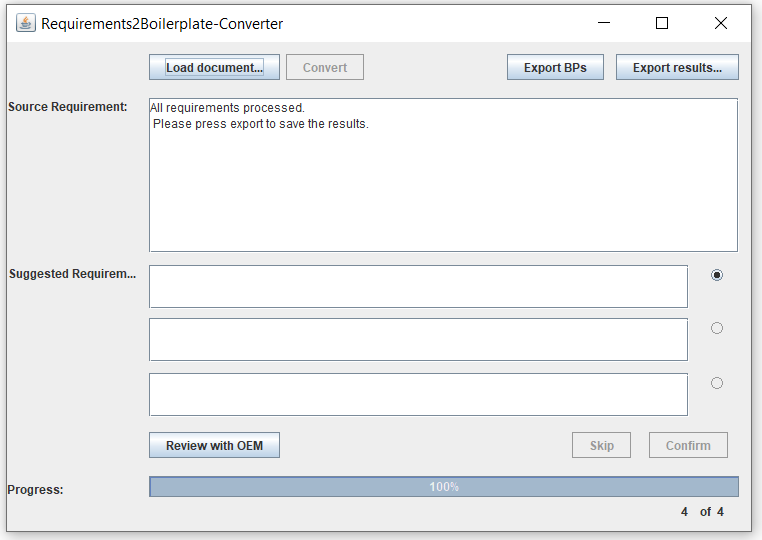 Requirements2Boilerplate-Converter
Load document... Convert Export BPs Export results...
Source Requirement:
All requirements processed.
Please press export to save the results.
Suggested Requirem...
Review with OEM Skip Confirm
Progress: 100%
4 of 4